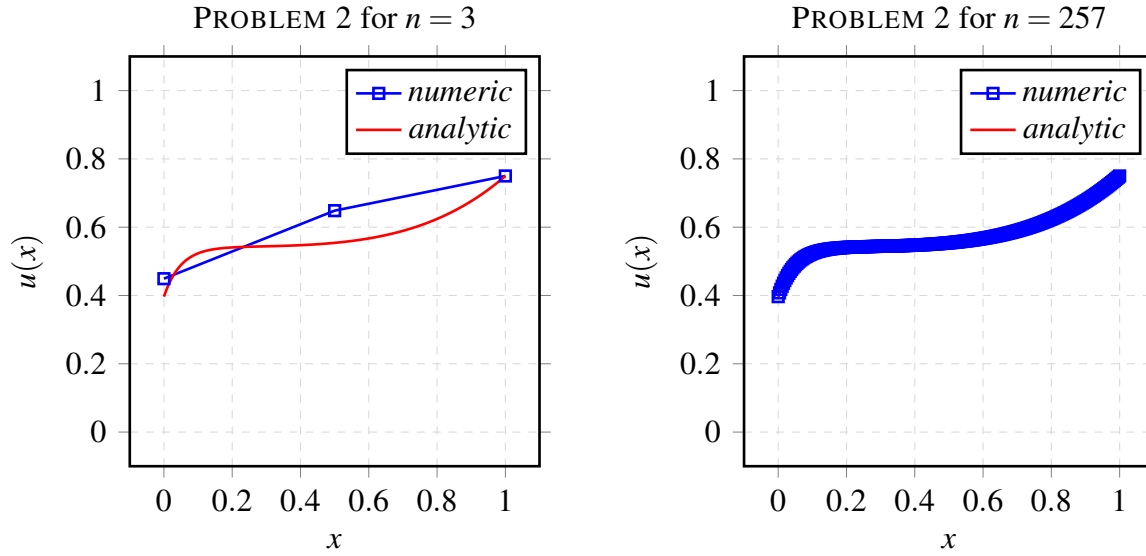 PROBLEM 2 for n = 3
numeric
analytic
1
0.8
0.6
0.4
0.2
0
u(x)
0 0.2 0.4 0.6 0.8 1
x
PROBLEM 2 for n = 257
numeric
analytic
1
0.8
0.6
0.4
0.2
0
u(x)
0 0.2 0.4 0.6 0.8 1
x